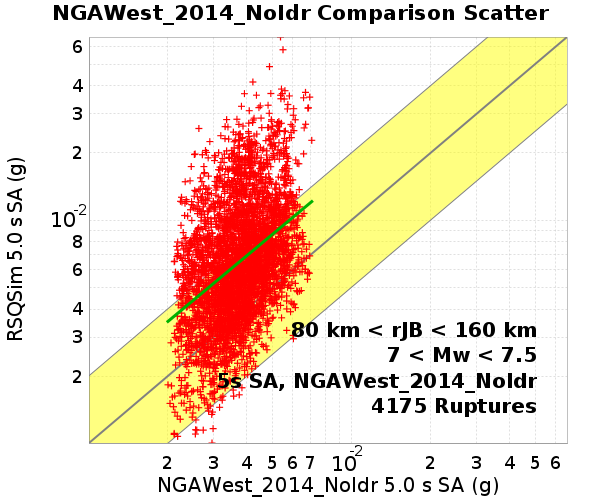 NGAWest_2014_NoIdr Comparison Scatter
6
4
3
2
10-2
8
6
4
3
2
RSQSim 5.0 s SA (g)
80 km < rJB < 160 km
7 < Mw < 7.5
5s SA, NGAWest_2014_NoIdr
4175 Ruptures
2 3 4 5 6 7 10-2 2 3 4 5 6
NGAWest_2014_NoIdr 5.0 s SA (g)